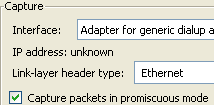 Capture
Interface: Adapter for generic dialup a
IP address: unknown
Link-layer header type: Ethernet
Capture packets in promiscuous mode